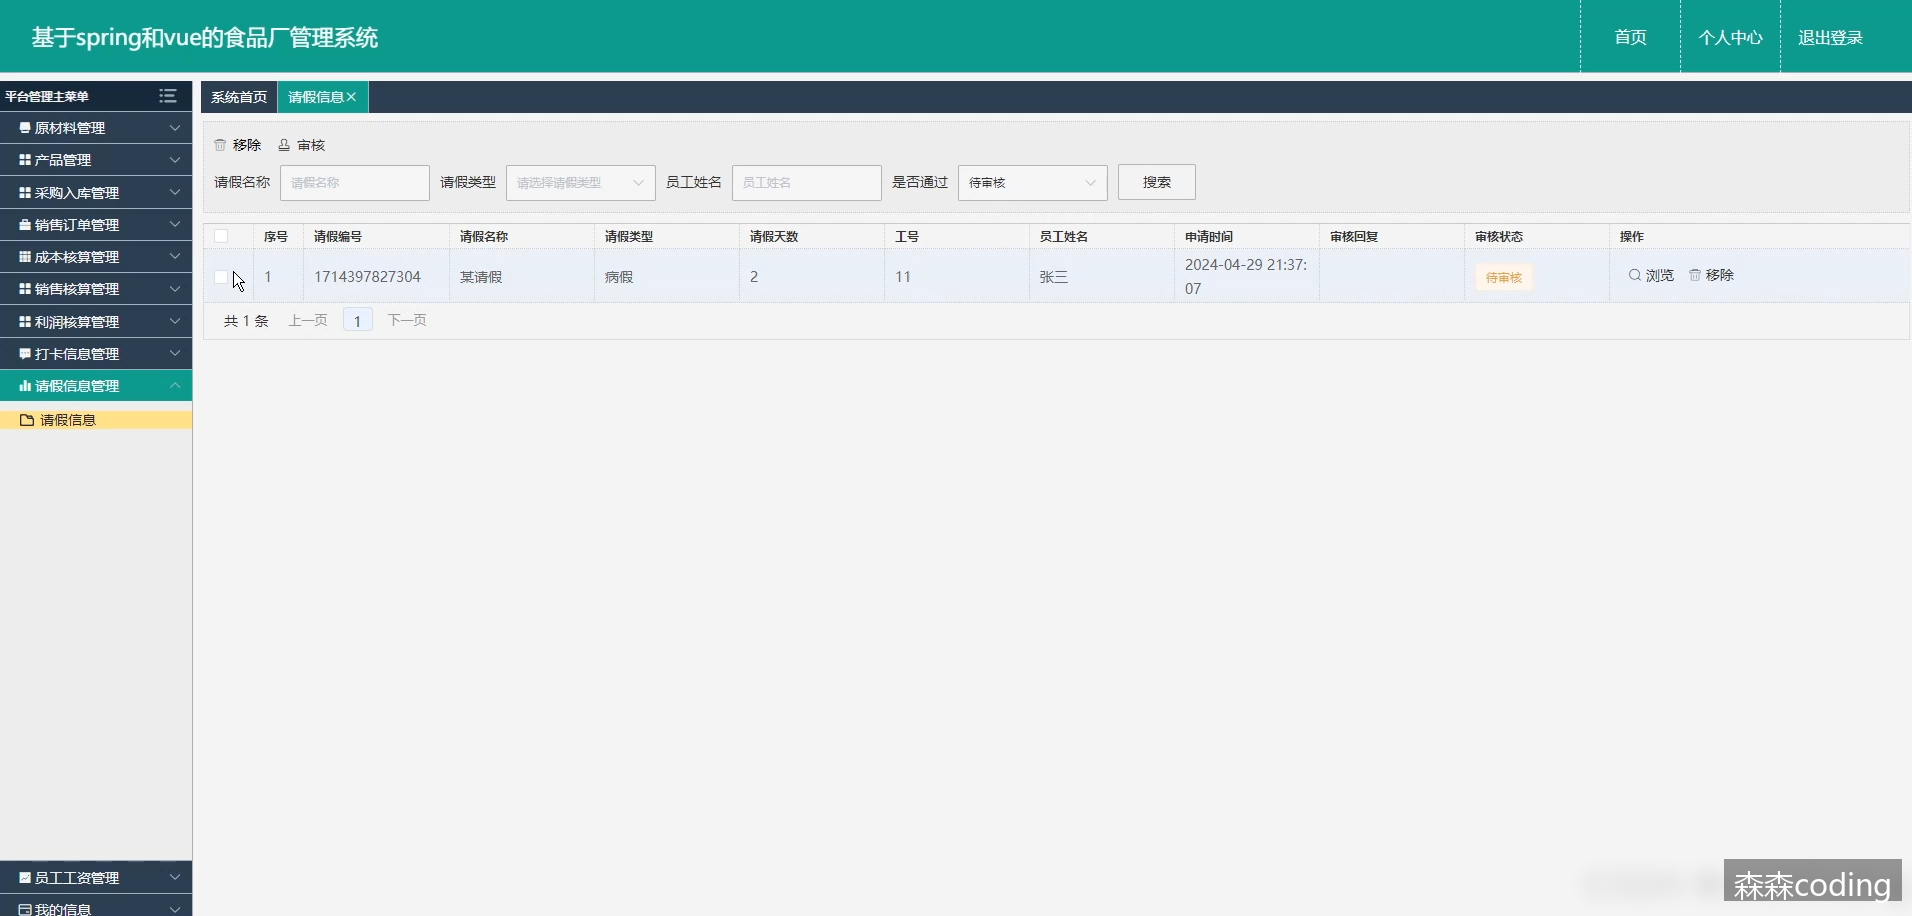 基于spring和vue的食品厂管理系统
首页
个人中心
退出登录
平台管理主菜单
系统首页
请假信息
原材料管理
产品管理
采购入库管理
销售订单管理
成本核算管理
销售核算管理
利润核算管理
打卡信息管理
请假信息管理
请假信息
员工工资管理
我的信息
移除 审核
请假名称 请假名称 请假类型 请选择请假类型 员工姓名 员工姓名 是否通过 待审核 搜索
序号 请假编号 请假名称 请假类型 请假天数 工号 员工姓名 申请时间 审核回复 审核状态 操作
1 1714397827304 某请假 病假 2 11 张三 2024-04-29 21:37:
07 待审核 浏览 移除
共 1 条 上一页 1 下一页
森森coding